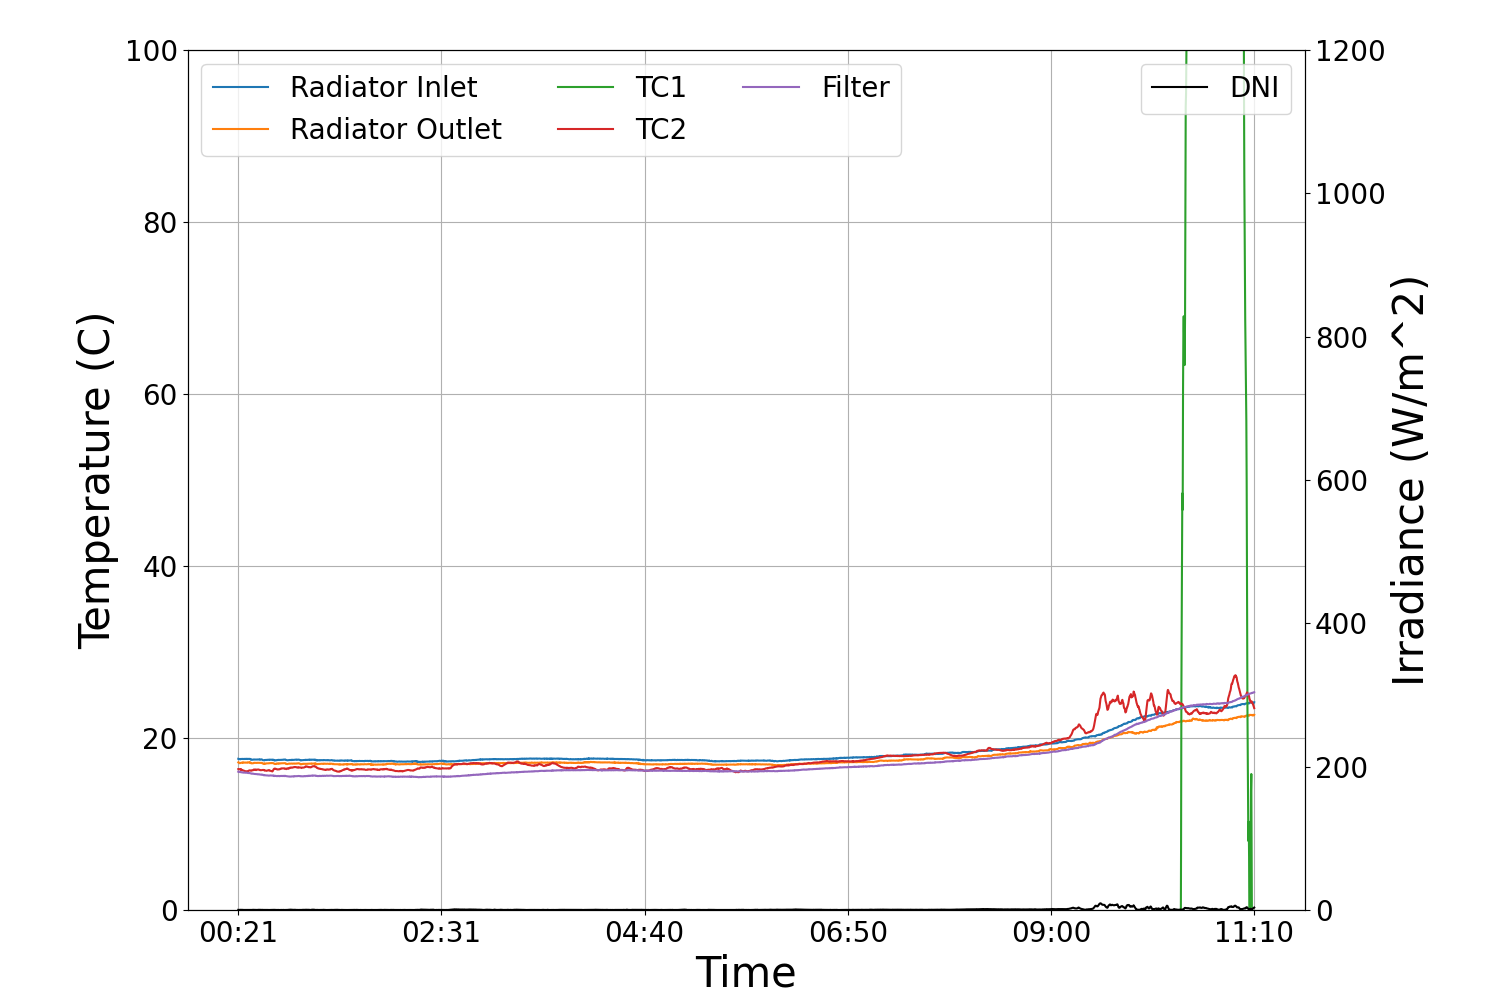 100
80
60
40
20
0
Temperature (C)
Radiator Inlet
Radiator Outlet
TC1
TC2
Filter
DNI
1200
1000
800
600
400
200
0
Irradiance (W/m^2)
00:21 02:31 04:40 06:50 09:00 11:10
Time